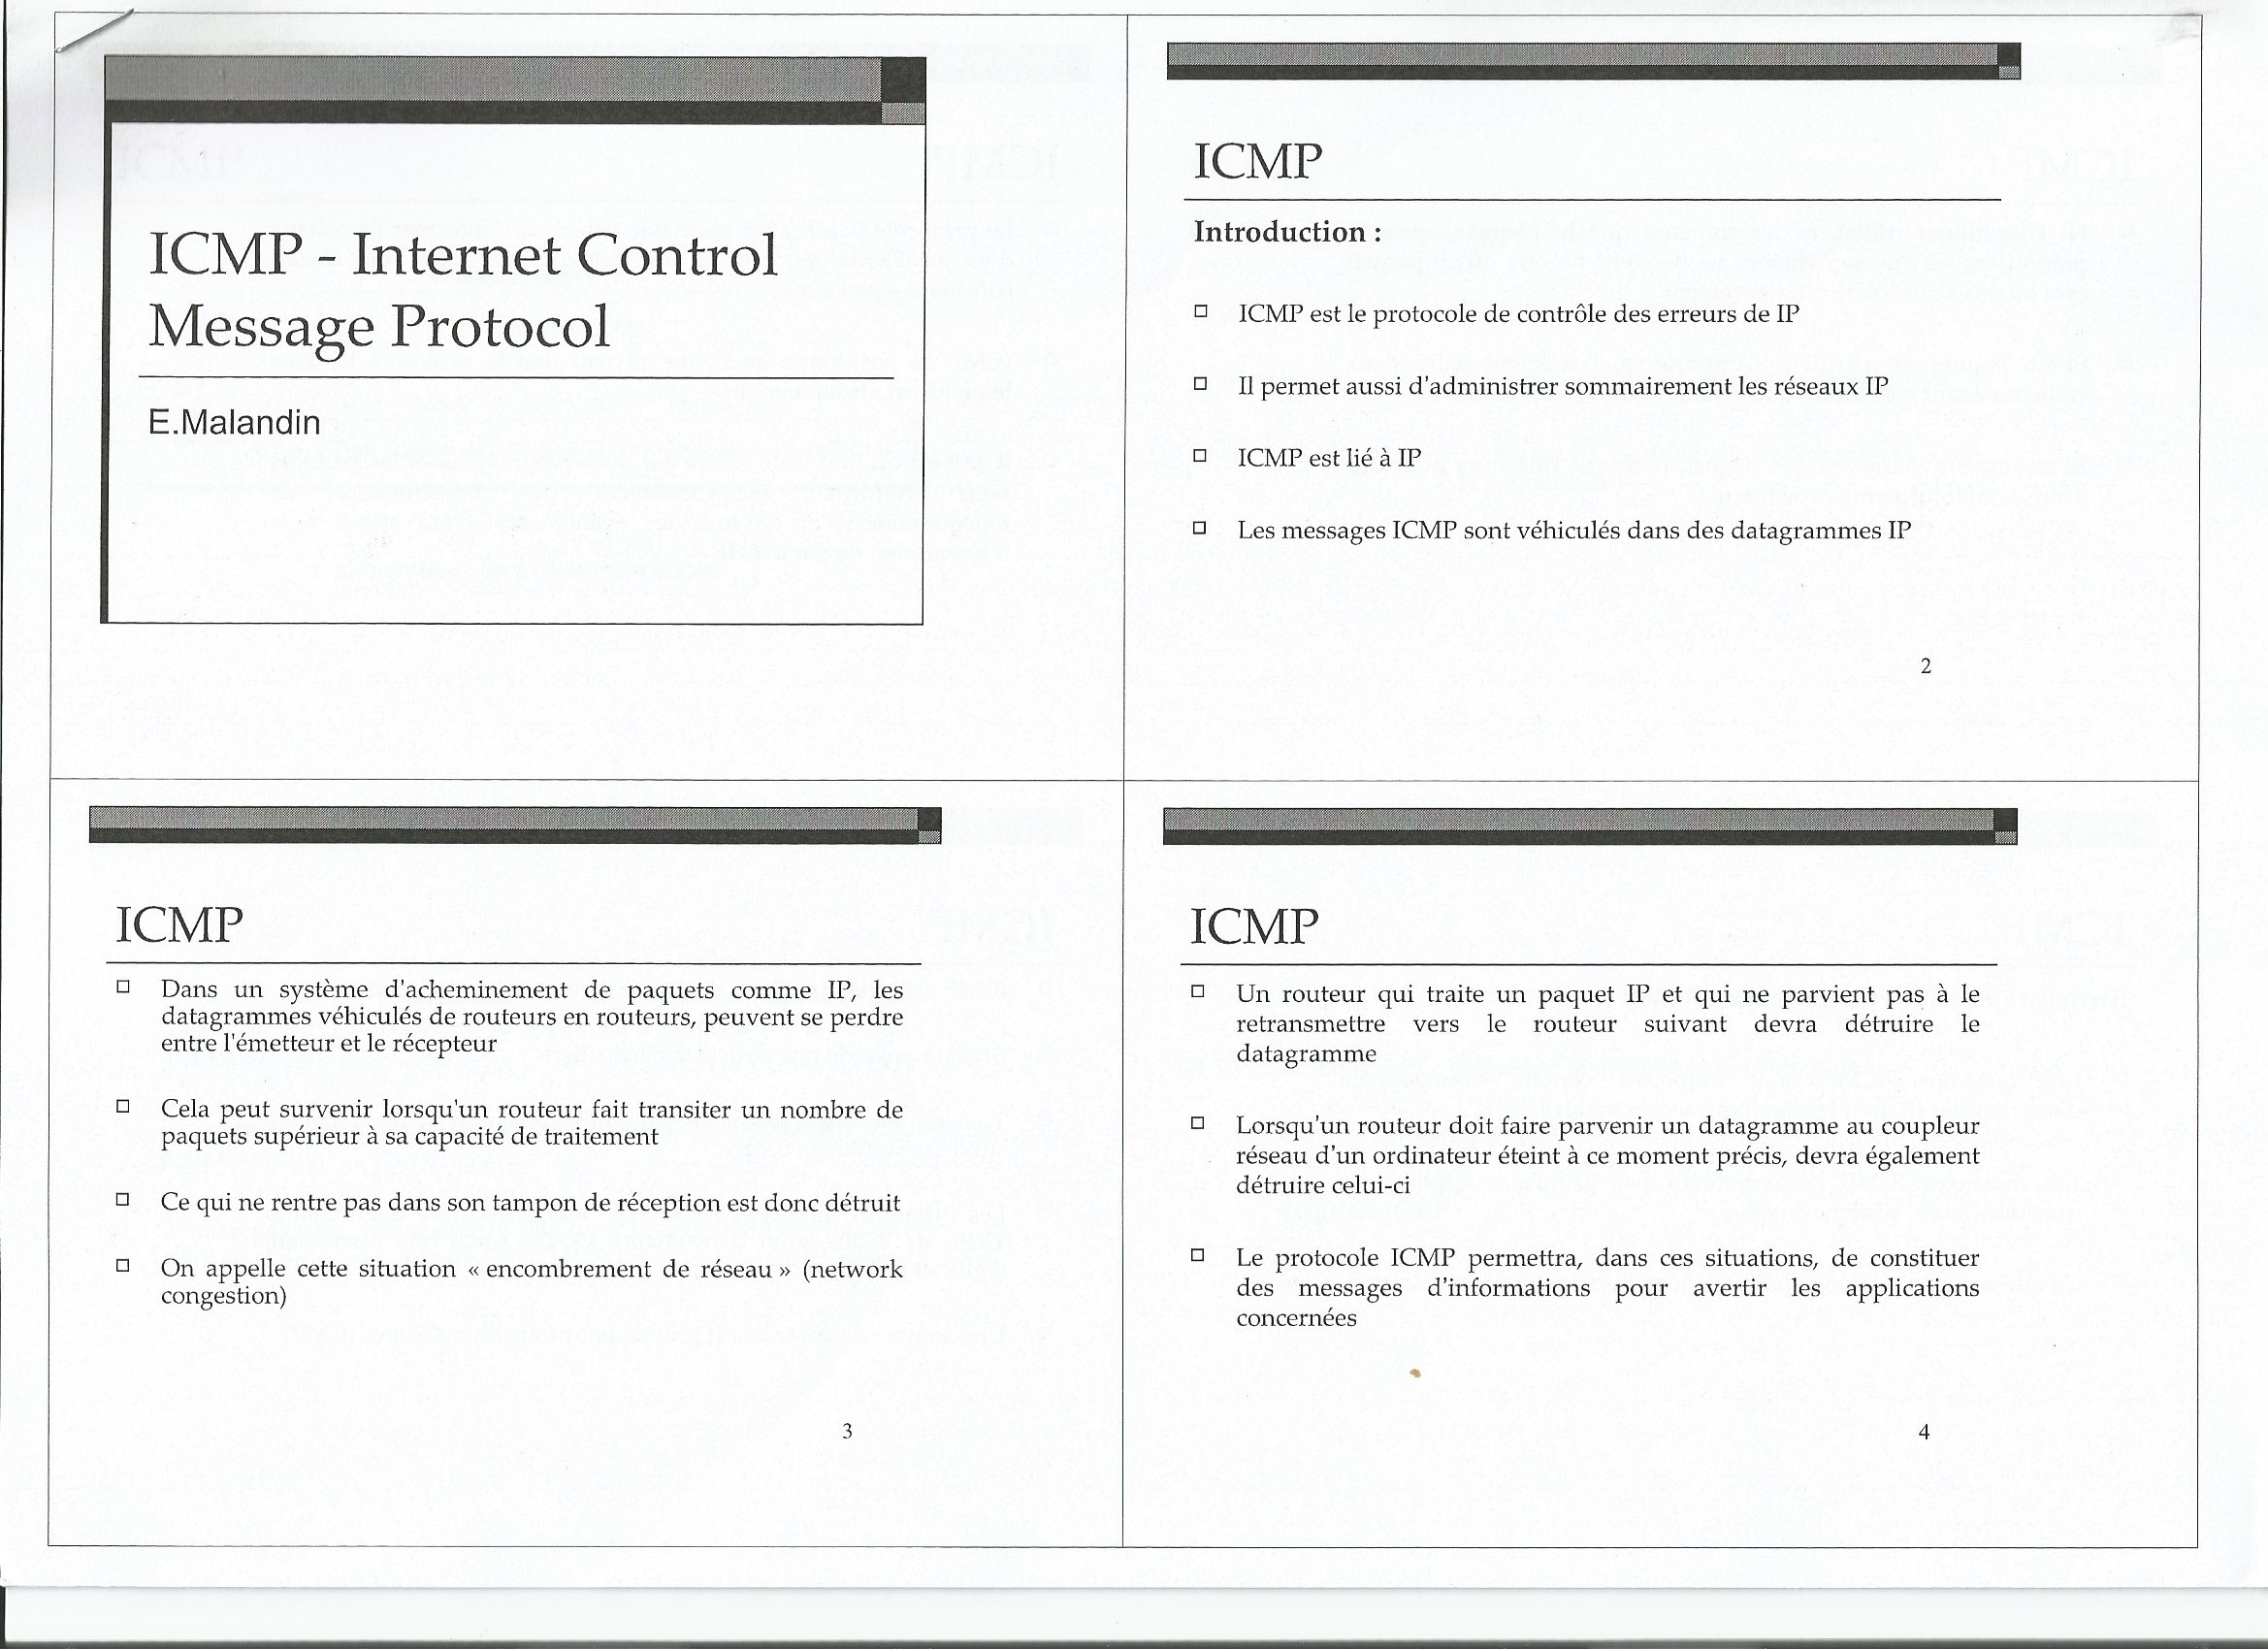 ICMP - Internet Control
Message Protocol
E.Malandin
ICMP
Introduction :
ICMP est le protocole de contrôle des erreurs de IP
Il permet aussi d'administrer sommairement les réseaux IP
ICMP est lié à IP
Les messages ICMP sont véhiculés dans des datagrammes IP
2
ICMP
Dans un système d'acheminement de paquets comme IP, les
datagrammes véhiculés de routeurs en routeurs, peuvent se perdre
entre l'émetteur et le récepteur
Cela peut survenir lorsqu'un routeur fait transiter un nombre de
paquets supérieur à sa capacité de traitement
Ce qui ne rentre pas dans son tampon de réception est donc détruit
On appelle cette situation « encombrement de réseau » (network
congestion)
3
ICMP
Un routeur qui traite un paquet IP et qui ne parvient pas à le
retransmettre vers le routeur suivant devra détruire le
datagramme
Lorsqu'un routeur doit faire parvenir un datagramme au coupleur
réseau d'un ordinateur éteint à ce moment précis, devra également
détruire celui-ci
Le protocole ICMP permettra, dans ces situations, de constituer
des messages d'informations pour avertir les applications
concernées
4